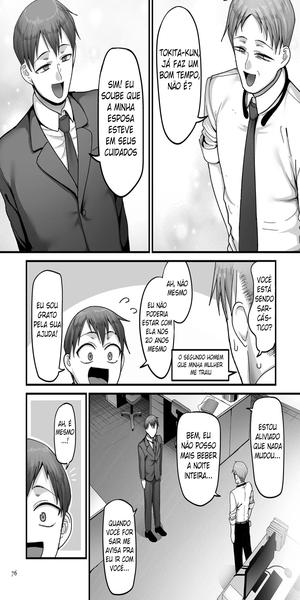 TOKITA-KUN,
JÁ FAZ UM
BOM TEMPO,
NÃO É?
SIM! EU
SOUBE QUE
A MINHA
ESPOSA
ESTEVE
EM SEUS
CUIDADOS
VOCÊ
ESTÁ
SENDO
SAR-
CÁS-
TICO?
AH, NÃO
MESMO
EU NÃO
PODERIA
ESTAR COM
ELA NOS
20 ANOS
MESMO
O SEGUNDO HOMEM
QUE MINHA MULHER
ME TRAIU
EU SOU
GRATO
PELA SUA
AJUDA!
ESTOU
ALIVIADO
QUE NADA
MUDOU...
BEM, EU
NÃO POSSO
MAIS BEBER
A NOITE
INTEIRA...
QUANDO
VOCÊ FOR
SAIR ME
AVISA PRA
EU IR COM
VOCÊ...
AH, É
MESMO
...!
76